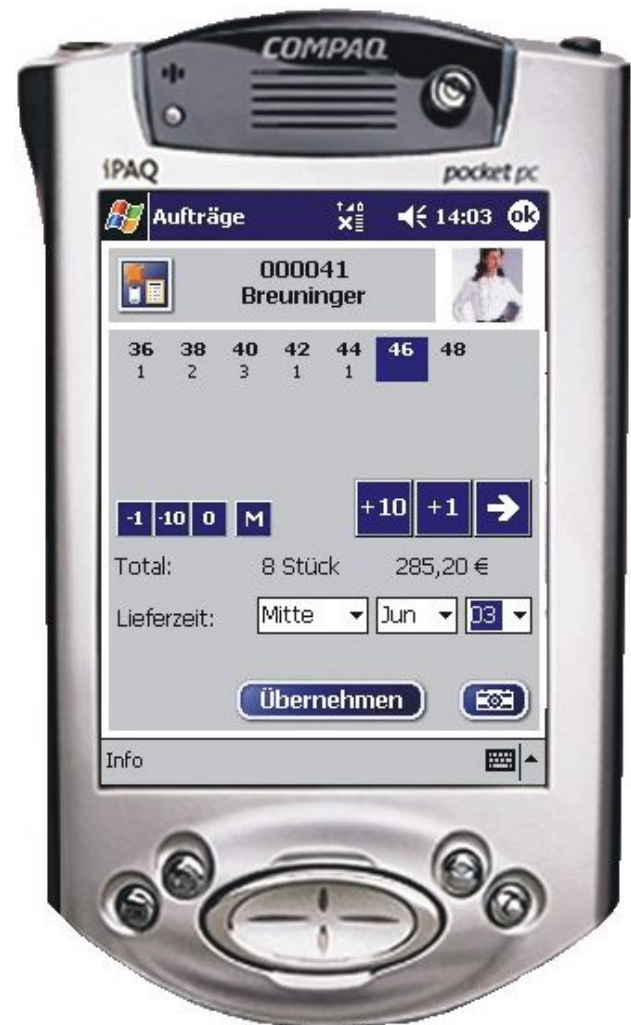 COMPAQ
iPAQ pocket pc
Aufträge 14:03 ok
000041
Breuninger
36 38 40 42 44 46 48
1 2 3 1 1
-1 -10 0 M +10 +1
Total: 8 Stück 285,20 €
Lieferzeit: Mitte Jun 03
Übernehmen
Info